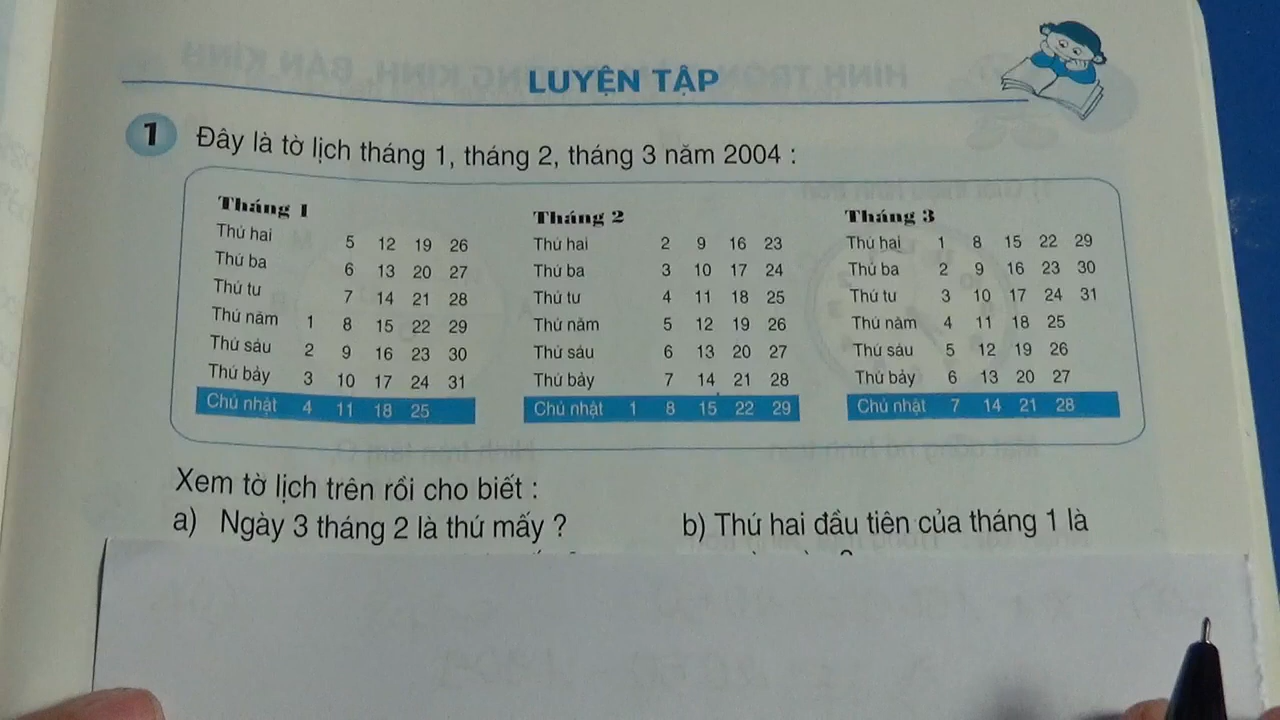 LUYỆN TẬP
1 Đây là tờ lịch tháng 1, tháng 2, tháng 3 năm 2004 :
Tháng 1
Thứ hai 5 12 19 26
Thứ ba 6 13 20 27
Thứ tư 7 14 21 28
Thứ năm 1 8 15 22 29
Thứ sáu 2 9 16 23 30
Thứ bảy 3 10 17 24 31
Chủ nhật 4 11 18 25
Tháng 2
Thứ hai 2 9 16 23
Thứ ba 3 10 17 24
Thứ tư 4 11 18 25
Thứ năm 5 12 19 26
Thứ sáu 6 13 20 27
Thứ bảy 7 14 21 28
Chủ nhật 1 8 15 22 29
Tháng 3
Thứ hai 1 8 15 22 29
Thứ ba 2 9 16 23 30
Thứ tư 3 10 17 24 31
Thứ năm 4 11 18 25
Thứ sáu 5 12 19 26
Thứ bảy 6 13 20 27
Chủ nhật 7 14 21 28
Xem tờ lịch trên rồi cho biết :
a) Ngày 3 tháng 2 là thứ mấy ?
b) Thứ hai đầu tiên của tháng 1 là